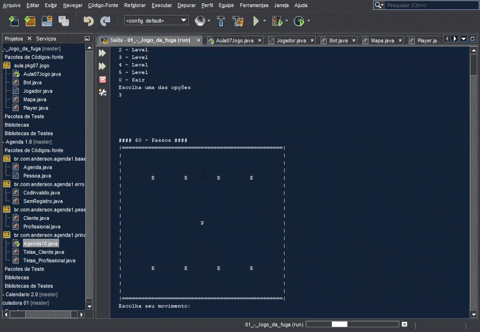 Arquivo Editar Exibir Navegar Código-Fonte Refatorar Executar Depurar Perfil Equipe Ferramentas Janela Ajuda
Pesquisar (Ctrl+I)
<config. default>
Projetos Serviços
Saída - 01_-_Jogo_da_fuga (run)
Aula07Jogo.java
Jogador.java
Bot.java
Mapa.java
Player.ja
_-_Jogo_da_fuga [master]
Pacotes de Códigos-fonte
aula.pkg07.jogo
Aula07Jogo.java
Bot.java
Jogador.java
Mapa.java
Player.java
Pacotes de Testes
Bibliotecas
Bibliotecas de Testes
- Agenda 1.0 [master]
Pacotes de Códigos-fonte
br.com.anderson.agenda1.base
Agenda.java
Pessoa.java
br.com.anderson.agenda1.erro
CodInvalido.java
SemRegistro.java
br.com.anderson.agenda1.pess
Cliente.java
Profissional.java
br.com.anderson.agenda1.princ
Agenda10.java
Telas_Cliente.java
Telas_Profissional.java
Pacotes de Testes
Bibliotecas
Bibliotecas de Testes
- Calendario 2.0 [master]
culadora 01 [master]
2 - Level
3 - Level
4 - Level
5 - Level
0 - Sair
Escolha uma das opções
3
#### 60 - Passos ####
E E E E
P
E E E E
Escolha seu movimento:
01_-_Jogo_da_fuga (run)